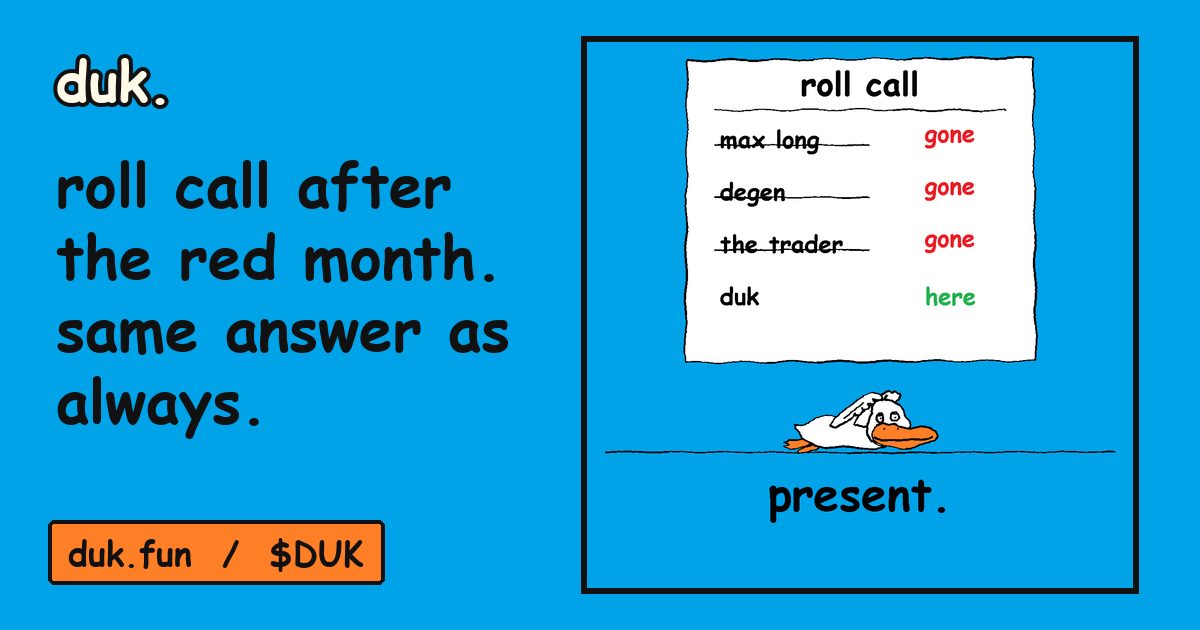 duk.
roll call after
the red month.
same answer as
always.
duk.fun / $DUK
roll call
max long gone
degen gone
the trader gone
duk here
present.